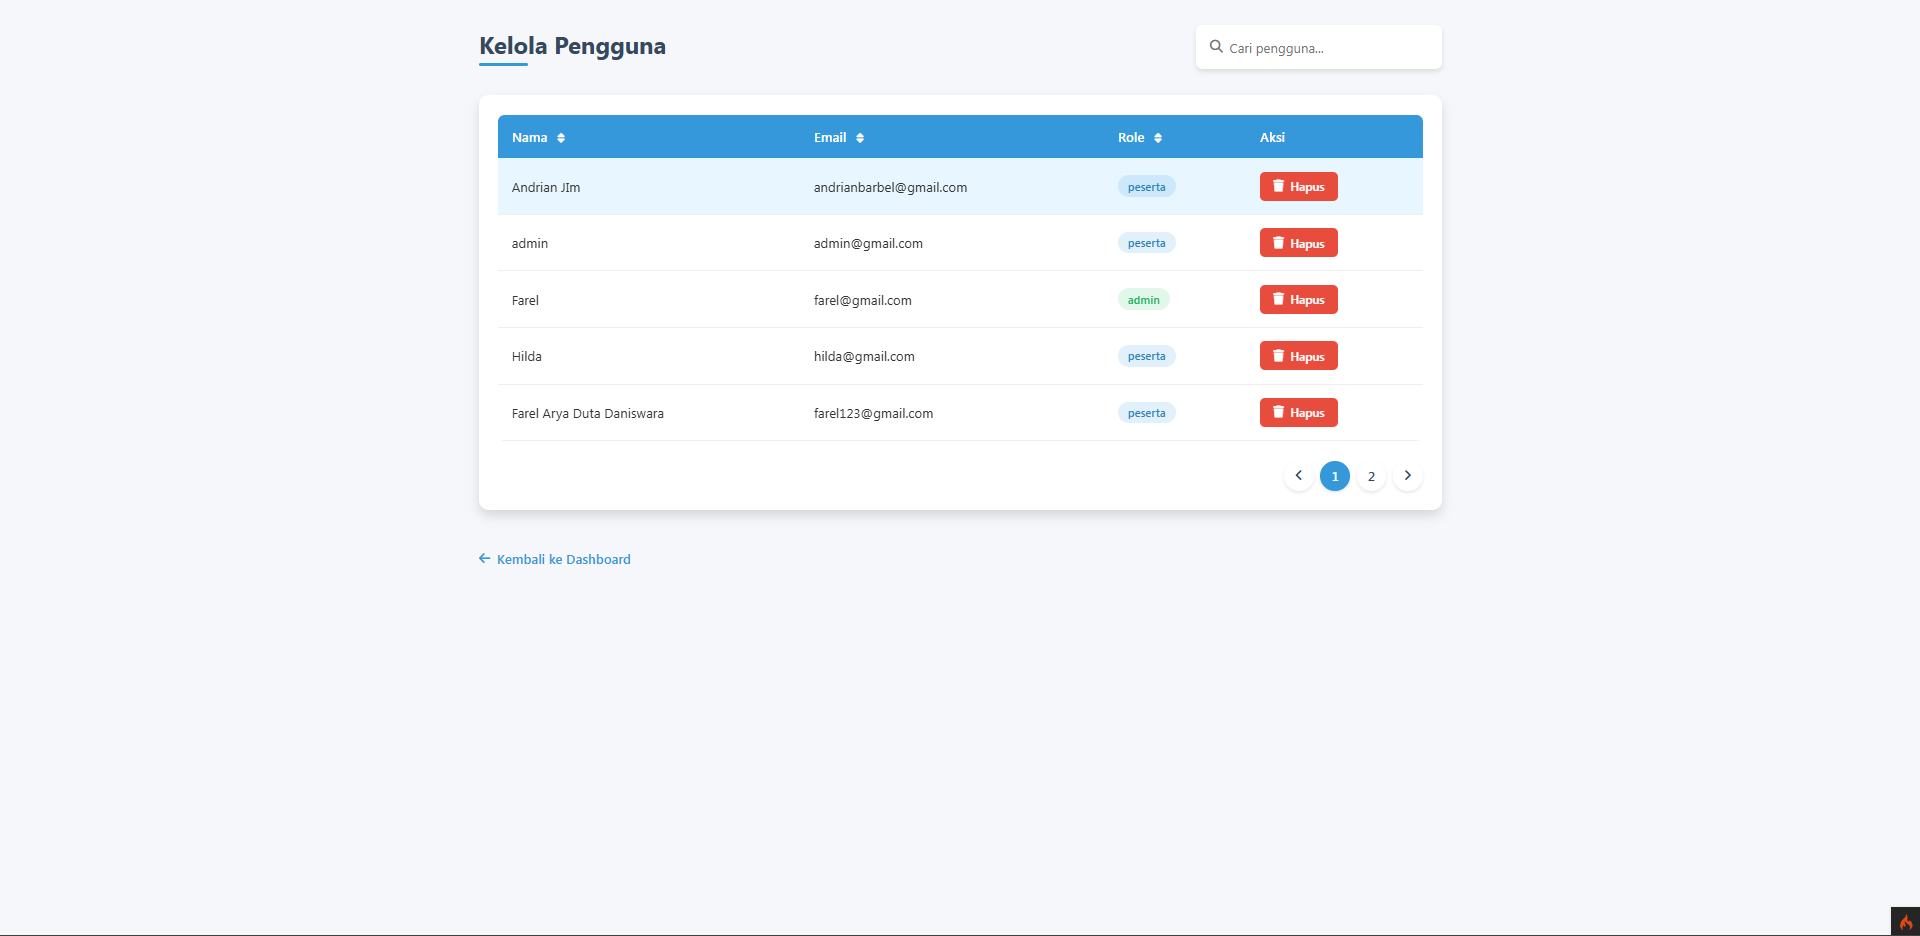 Kelola Pengguna
Cari pengguna...
Nama Email Role Aksi
Andrian JIm andrianbarbel@gmail.com peserta Hapus
admin admin@gmail.com peserta Hapus
Farel farel@gmail.com admin Hapus
Hilda hilda@gmail.com peserta Hapus
Farel Arya Duta Daniswara farel123@gmail.com peserta Hapus
1 2
Kembali ke Dashboard